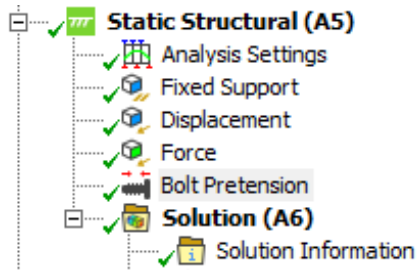 Static Structural (A5)
Analysis Settings
Fixed Support
Displacement
Force
Bolt Pretension
Solution (A6)
Solution Information